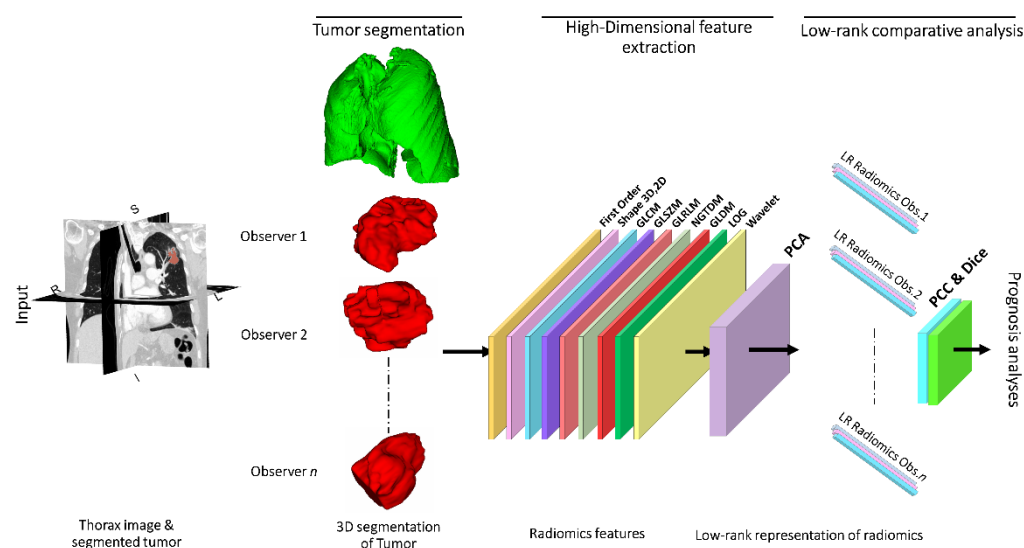 Tumor segmentation
High-Dimensional feature
extraction
Low-rank comparative analysis
Input
S
R
L
I
Observer 1
Observer 2
Observer n
First Order
Shape 3D,2D
GLCM
GLSZM
GLRLM
NGTDM
GLDM
LOG
Wavelet
PCA
LR Radiomics Obs.1
LR Radiomics Obs.2
LR Radiomics Obs.n
PCC & Dice
Prognosis analyses
Thorax image &
segmented tumor
3D segmentation
of Tumor
Radiomics features
Low-rank representation of radiomics